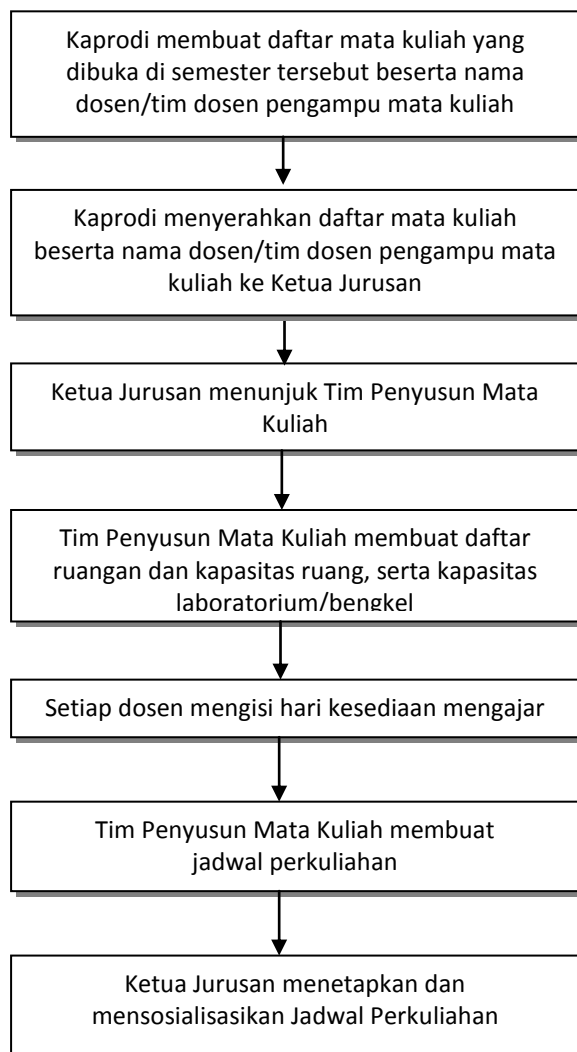 Kaprodi membuat daftar mata kuliah yang
dibuka di semester tersebut beserta nama
dosen/tim dosen pengampu mata kuliah
Kaprodi menyerahkan daftar mata kuliah
beserta nama dosen/tim dosen pengampu mata
kuliah ke Ketua Jurusan
Ketua Jurusan menunjuk Tim Penyusun Mata
Kuliah
Tim Penyusun Mata Kuliah membuat daftar
ruangan dan kapasitas ruang, serta kapasitas
laboratorium/bengkel
Setiap dosen mengisi hari kesediaan mengajar
Tim Penyusun Mata Kuliah membuat
jadwal perkuliahan
Ketua Jurusan menetapkan dan
mensosialisasikan Jadwal Perkuliahan